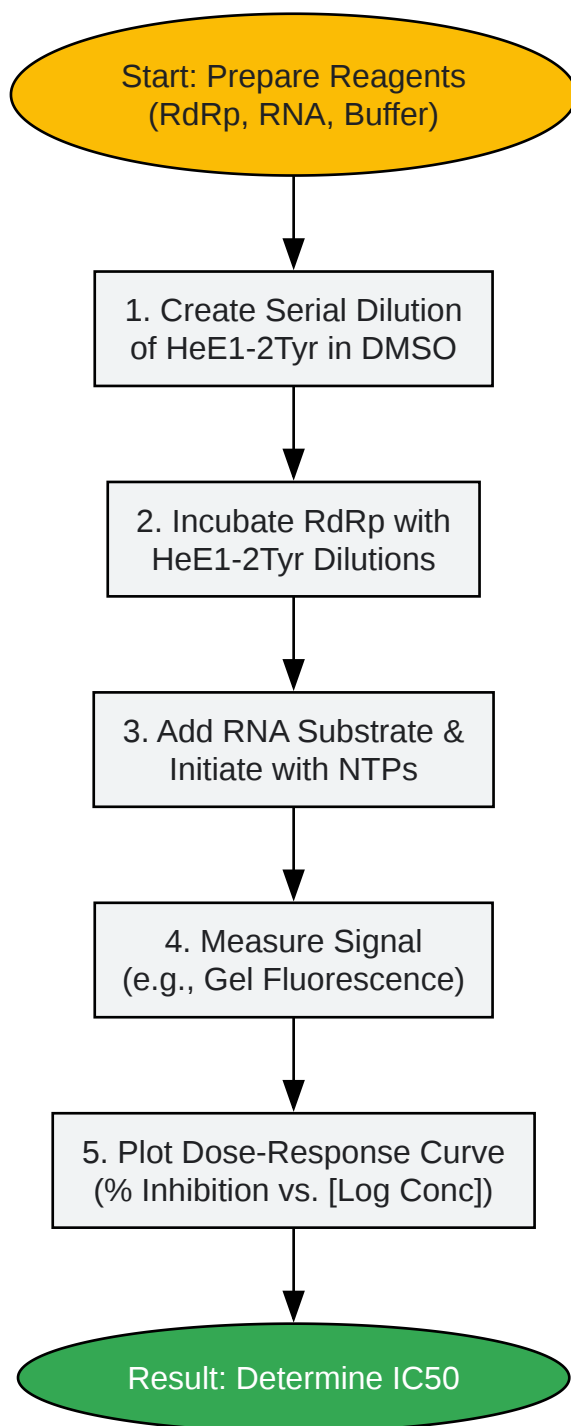 Start: Prepare Reagents
(RdRp, RNA, Buffer)
1. Create Serial Dilution
of HeE1-2Tyr in DMSO
2. Incubate RdRp with
HeE1-2Tyr Dilutions
3. Add RNA Substrate &
Initiate with NTPs
4. Measure Signal
(e.g., Gel Fluorescence)
5. Plot Dose-Response Curve
(% Inhibition vs. [Log Conc])
Result: Determine IC50